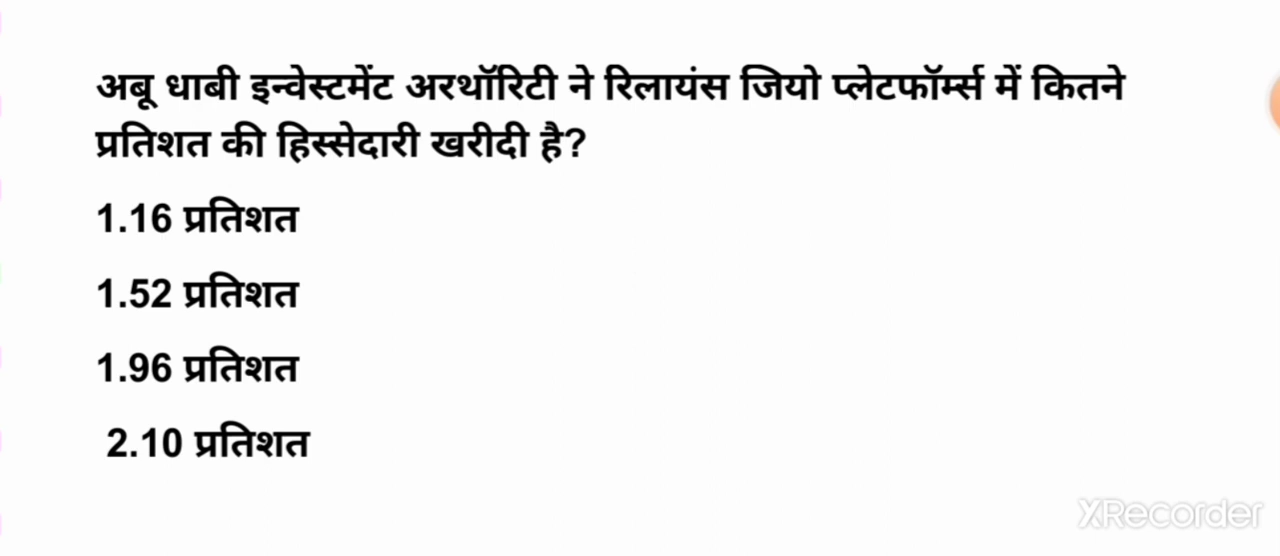 अबू धाबी इन्वेस्टमेंट अरथॉरिटी ने रिलायंस जियो प्लेटफॉर्म्स में कितने
प्रतिशत की हिस्सेदारी खरीदी है?
1.16 प्रतिशत
1.52 प्रतिशत
1.96 प्रतिशत
2.10 प्रतिशत
XRecorder